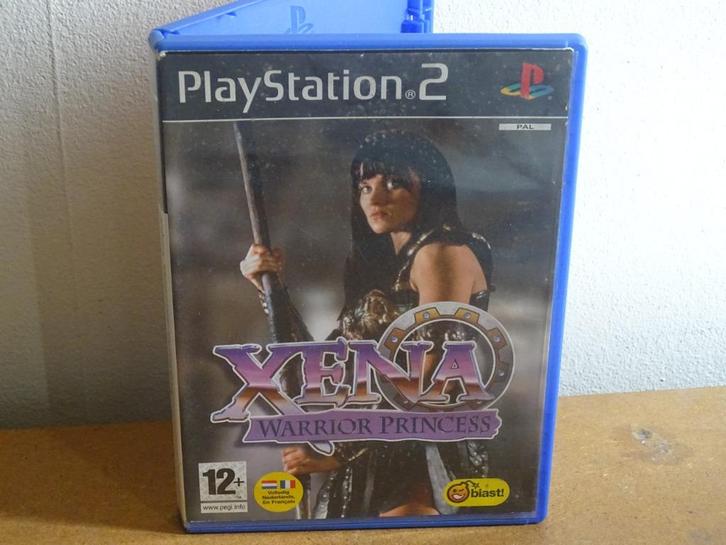 PlayStation®2
PAL
XENA
WARRIOR PRINCESS
12+
www.pegi.info
Volledig
Nederlands,
En Français
blast!